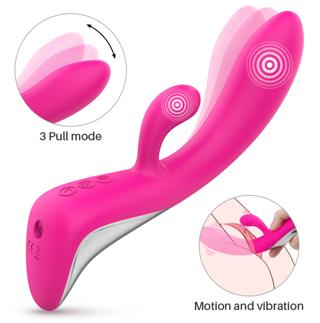 3 Pull mode
Motion and vibration